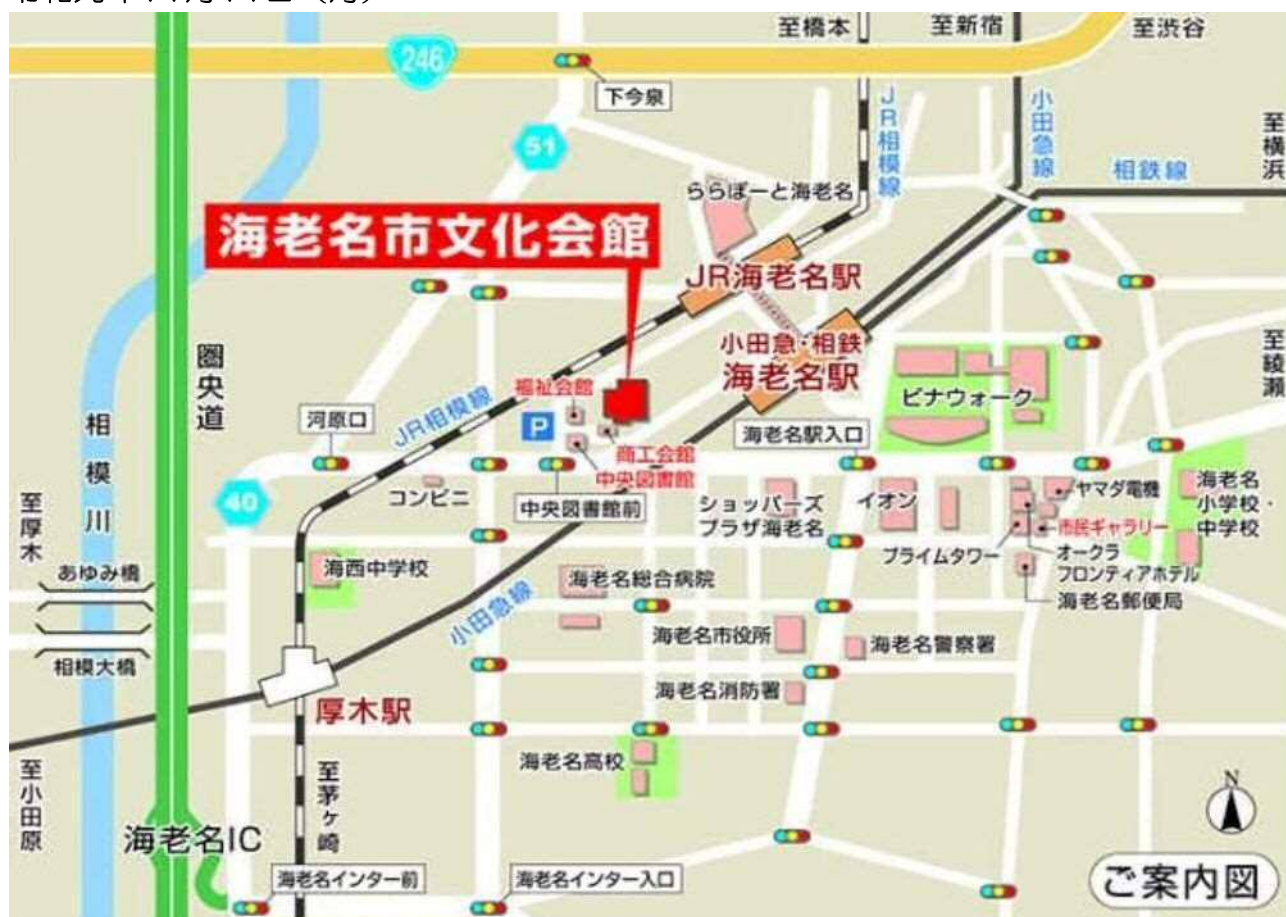 至橋本
至新宿
至渋谷
246
下今泉
JR相模線
小田急線
至横浜
51
相鉄線
ららぽーと海老名
海老名市文化会館
JR海老名駅
小田急・相鉄
海老名駅
圏央道
至綾瀬
福祉会館
ビナウォーク
相模川
河原口
JR相模線
P
海老名駅入口
商工会館
中央図書館
40
コンビニ
中央図書館前
ショッパーズ
プラザ海老名
イオン
ヤマダ電機
海老名
小学校・
中学校
至厚木
市民ギャラリー
プライムタワー
オークラ
フロンティアホテル
あゆみ橋
海西中学校
海老名総合病院
海老名郵便局
小田急線
海老名市役所
海老名警察署
相模大橋
海老名消防署
厚木駅
海老名高校
至小田原
至茅ヶ崎
N
海老名IC
海老名インター前
海老名インター入口
ご案内図